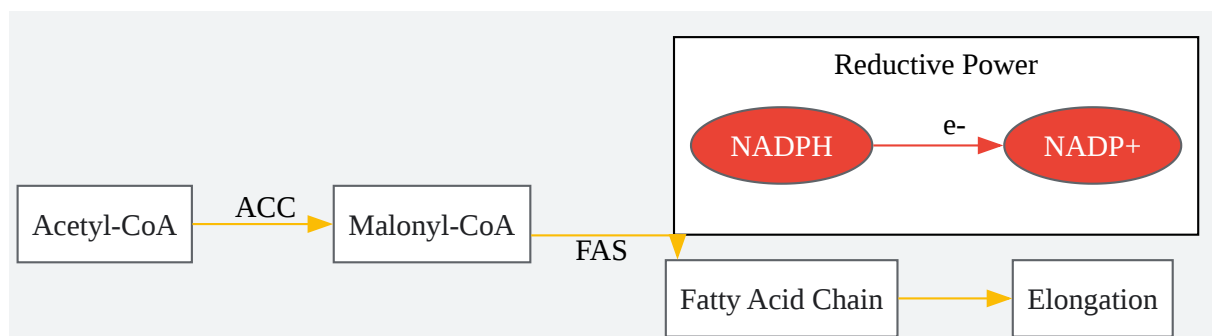 Reductive Power
NADPH
e-
NADP+
Acetyl-CoA
ACC
Malonyl-CoA
FAS
Fatty Acid Chain
Elongation